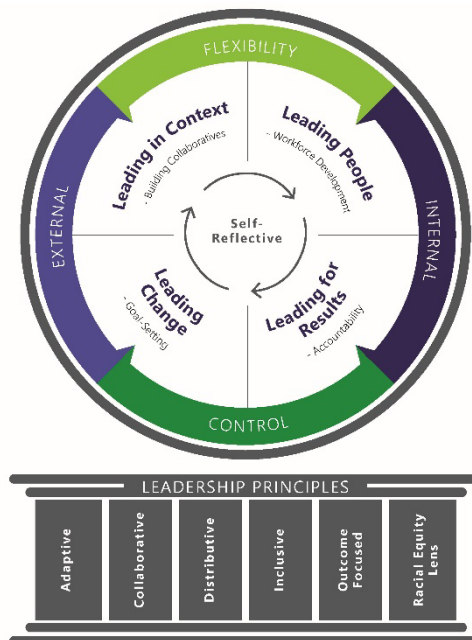 FLEXIBILITY
Leading in Context
- Building Collaboratives
Leading People
- Workforce Development
EXTERNAL
Self-
Reflective
INTERNAL
Leading
Change
- Goal-Setting
Leading for
Results
- Accountability
CONTROL
LEADERSHIP PRINCIPLES
Adaptive
Collaborative
Distributive
Inclusive
Outcome
Focused
Racial Equity
Lens